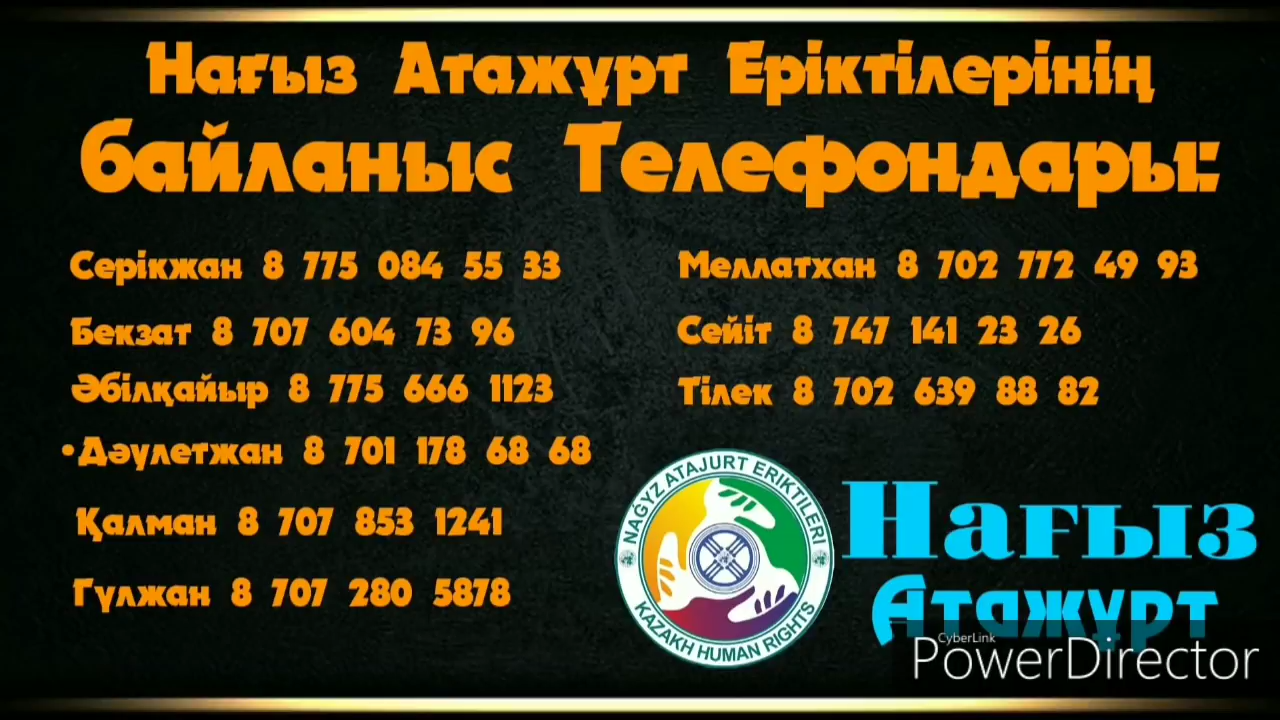 Нағыз Атажұрт Еріктілерінің
байланыс Телефондары:
Серікжан 8 775 084 55 33
Бекзат 8 707 604 73 96
Әбілқайыр 8 775 666 1123
•Дәулетжан 8 701 178 68 68
Қалман 8 707 853 1241
Гүлжан 8 707 280 5878
Меллатхан 8 702 772 49 93
Сейіт 8 747 141 23 26
Тілек 8 702 639 88 82
NAĞYZ ATAJURT ERIKTILERI
KAZAKH HUMAN RIGHTS
Нағыз
Атажұрт
CyberLink
PowerDirector